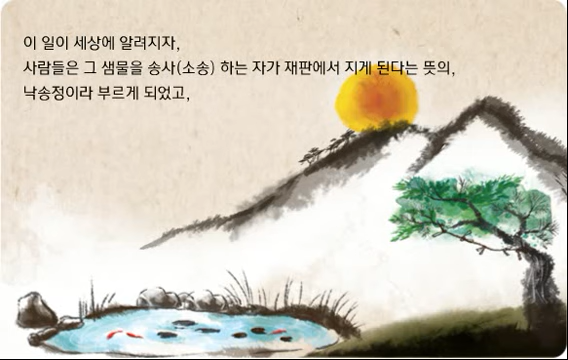 이 일이 세상에 알려지자,
사람들은 그 샘물을 송사(소송) 하는 자가 재판에서 지게 된다는 뜻의,
낙송정이라 부르게 되었고,